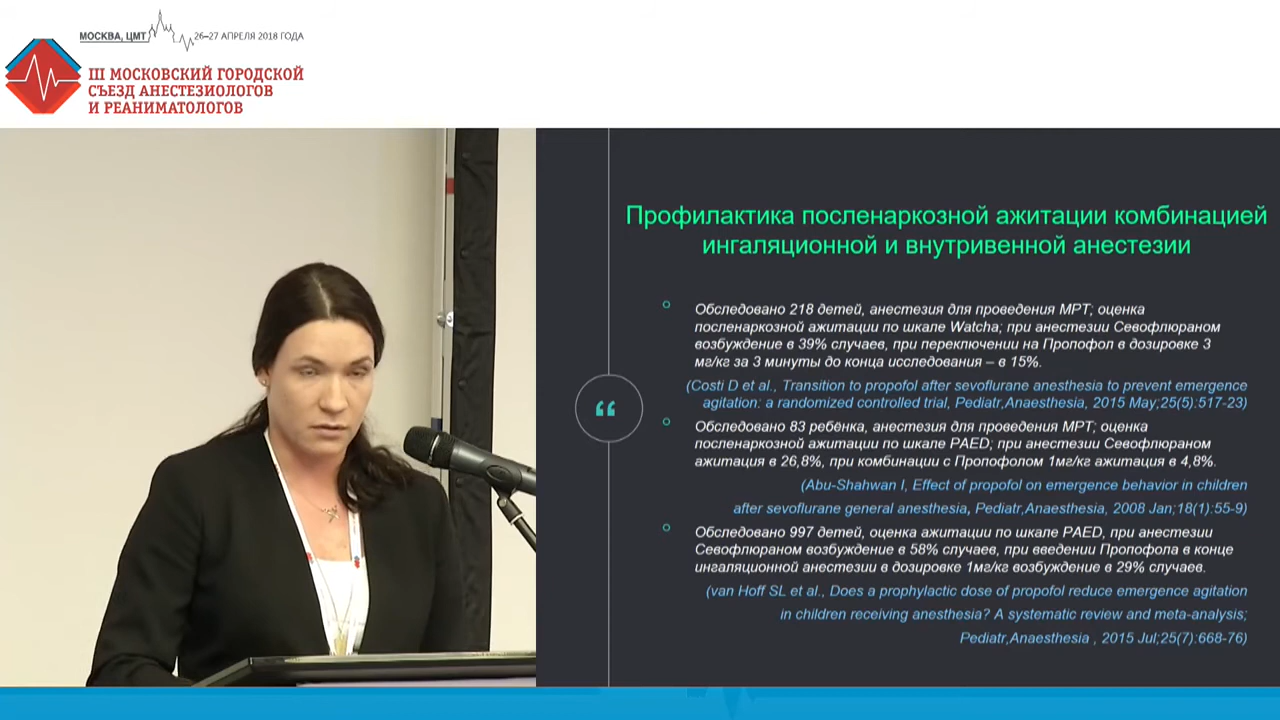 МОСКВА, ЦМТ 26–27 АПРЕЛЯ 2018 ГОДА
III МОСКОВСКИЙ ГОРОДСКОЙ
СЪЕЗД АНЕСТЕЗИОЛОГОВ
И РЕАНИМАТОЛОГОВ
Профилактика посленаркозной ажитации комбинацией
ингаляционной и внутривенной анестезии
Обследовано 218 детей, анестезия для проведения МРТ; оценка
посленаркозной ажитации по шкале Watcha; при анестезии Севофлюраном
возбуждение в 39% случаев, при переключении на Пропофол в дозировке 3
мг/кг за 3 минуты до конца исследования – в 15%.
(Costi D et al., Transition to propofol after sevoflurane anesthesia to prevent emergence
agitation: a randomized controlled trial, Pediatr,Anaesthesia, 2015 May;25(5):517-23)
Обследовано 83 ребёнка, анестезия для проведения МРТ; оценка
посленаркозной ажитации по шкале PAED; при анестезии Севофлюраном
ажитация в 26,8%, при комбинации с Пропофолом 1мг/кг ажитация в 4,8%.
(Abu-Shahwan I, Effect of propofol on emergence behavior in children
after sevoflurane general anesthesia, Pediatr,Anaesthesia, 2008 Jan;18(1):55-9)
Обследовано 997 детей, оценка ажитации по шкале PAED, при анестезии
Севофлюраном возбуждение в 58% случаев, при введении Пропофола в конце
ингаляционной анестезии в дозировке 1мг/кг возбуждение в 29% случаев.
(van Hoff SL et al., Does a prophylactic dose of propofol reduce emergence agitation
in children receiving anesthesia? A systematic review and meta-analysis;
Pediatr,Anaesthesia , 2015 Jul;25(7):668-76)